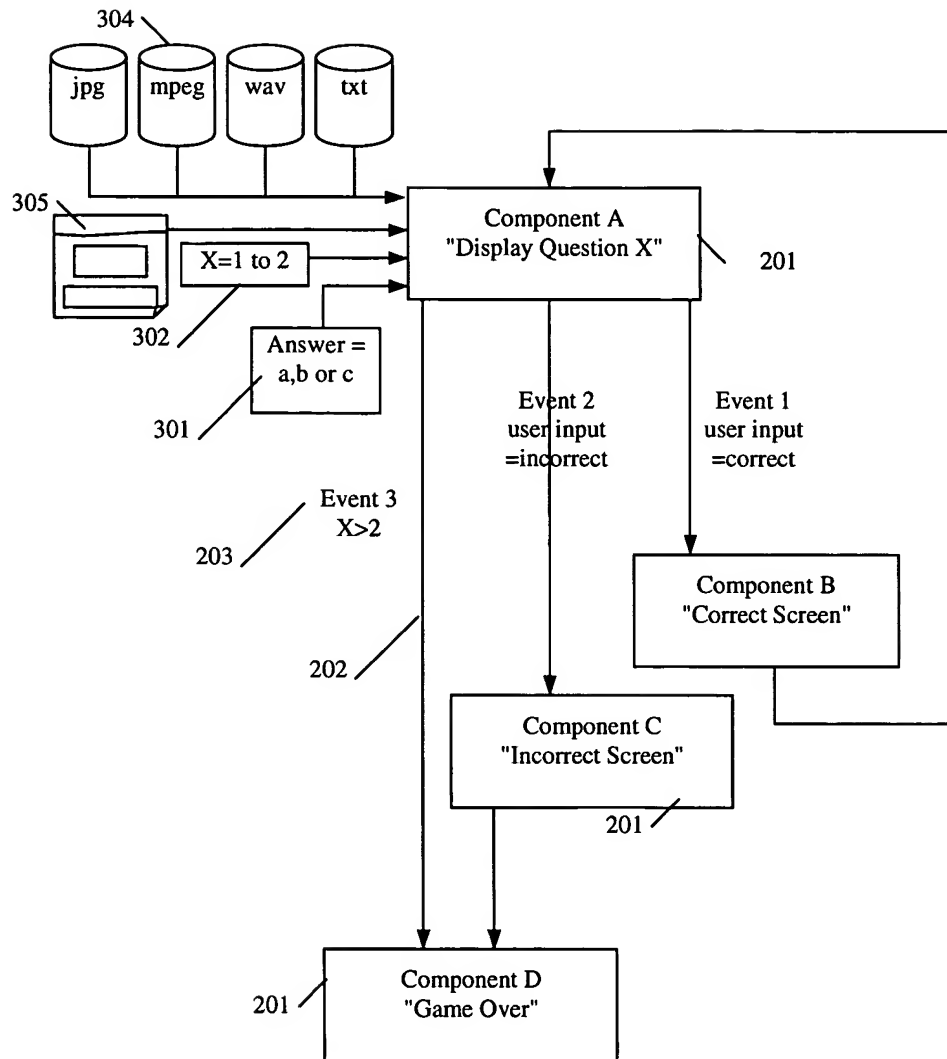 304
jpg
mpeg
wav
txt
305
Component A
"Display Question X"
201
X=1 to 2
302
Answer =
a,b or c
301
Event 2
user input
=incorrect
Event 1
user input
=correct
Event 3
X>2
203
Component B
"Correct Screen"
202
Component C
"Incorrect Screen"
201
Component D
"Game Over"
201